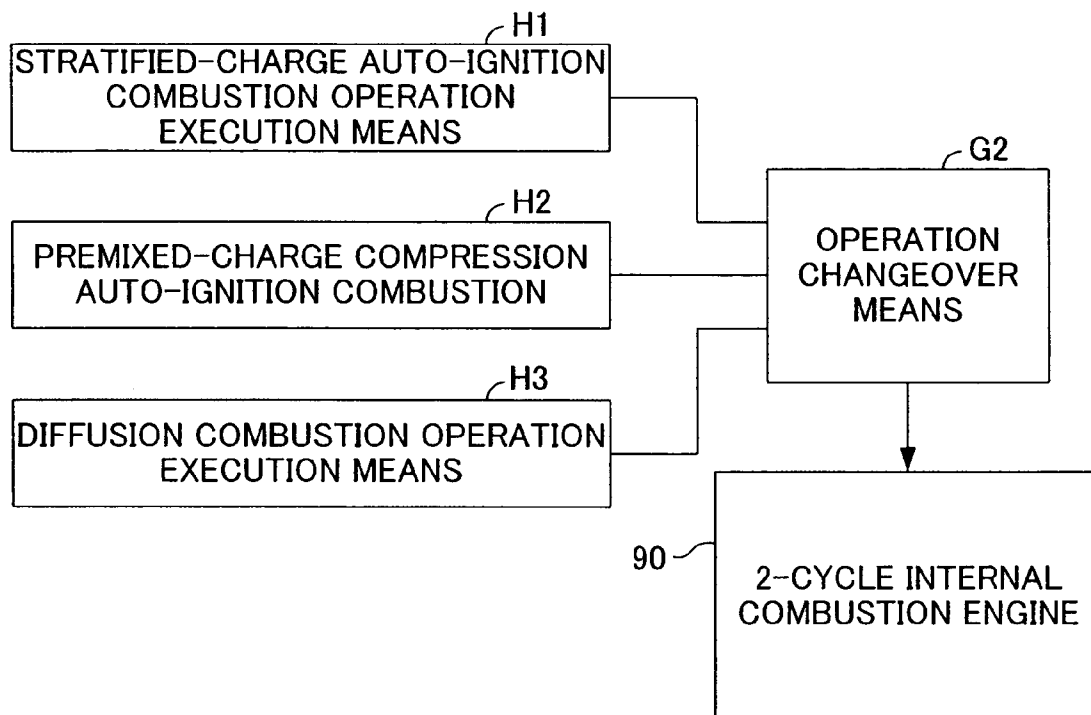 H1
STRATIFIED-CHARGE AUTO-IGNITION
COMBUSTION OPERATION
EXECUTION MEANS
H2
PREMIXED-CHARGE COMPRESSION
AUTO-IGNITION COMBUSTION
H3
DIFFUSION COMBUSTION OPERATION
EXECUTION MEANS
G2
OPERATION
CHANGEOVER
MEANS
90
2-CYCLE INTERNAL
COMBUSTION ENGINE